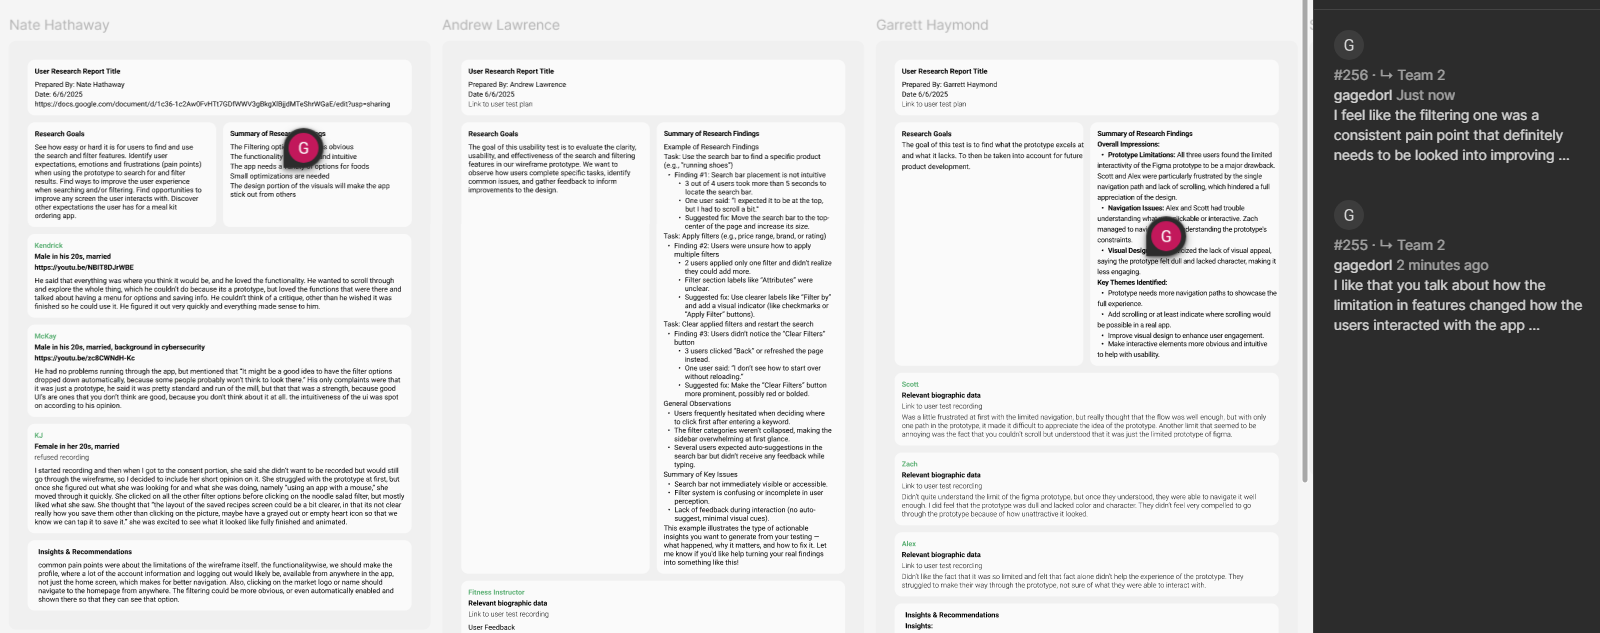 Nate Hathaway
User Research Report Title
Prepared By: Nate Hathaway
Date: 6/6/2025
Research Goals
See how easy or hard it is for users to find and use
the search and filter features. Identify user
expectations, emotions and frustrations (pain points)
when using the prototype to search for and filter
results. Find ways to improve the user experience
when searching/or filtering. Find opportunities to
improve any screen the user interacts with. Discover
other expectations the user has for a meal kit
ordering app.
Summary of Research Findings
The Filtering obvious
The functionality and intuitive
The app needs options for foods
Small optimizations are needed
The design portion of the visuals will make the app
stick out from others
G
Kendrick
Male in his 20s, married
https://youtu.be/NBIT8DJrWBE
He said that everything was where you think it would be, and he loved the functionality. He wanted to scroll through
and explore the whole thing, which he couldn't do because its a prototype, but loved the functions that were there and
talked about having a menu for options and saving info. He couldn't think of a critique, other than he wished it was
finished so he could use it. He figured it out very quickly and everything made sense to him.
McKay
Male in his 20s, married, background in cybersecurity
https://youtu.be/zc8CWNdH-Kc
He had no problems running through the app, but mentioned that "it might be a good idea to have the filter options
dropped down automatically, because some people probably won't think to look there." His only complaints were that
it was just a prototype, he said it was pretty standard and run of the mill, but that that was a strength, because good
UI's are ones that you don't think are good, because you don't think about it at all. the intuitiveness of the ui was spot
on according to his opinion.
KJ
Female in her 20s, married
refused recording
I started recording and then when I got to the consent portion, she said she didn't want to be recorded but would still
go through the wireframe, so I decided to include her short opinion on it. She struggled with the prototype at first, but
once she figured out what she was looking for and what she was doing, namely "using an app with a mouse," she
moved through it quickly. She clicked on all the other filter options before clicking on the noodle salad filter, but mostly
liked what she saw. She thought that "the layout of the saved recipes screen could be a bit clearer, in that its not clear
really how you save them other than clicking on the picture, maybe have a grayed out or empty heart icon so that we
know we can tap it to save it." she was excited to see what it looked like fully finished and animated.
Insights & Recommendations
common pain points were about the limitations of the wireframe itself. the functionalitywise, we should make the
profile, where a lot of the account information and logging out would likely be, available from anywhere in the app,
not just the home screen, which makes for better navigation. Also, clicking on the market logo or name should
navigate to the homepage from anywhere. The filtering could be more obvious, or even automatically enabled and
shown there so that they can see that option.
Andrew Lawrence
User Research Report Title
Prepared By: Andrew Lawrence
Date 6/6/2025
Link to user test plan
Research Goals
The goal of this usability test is to evaluate the clarity,
usability, and effectiveness of the search and filtering
features in our wireframe prototype. We want to
observe how users complete specific tasks, identify
common issues, and gather feedback to inform
improvements to the design.
Summary of Research Findings
Example of Research Findings
Task: Use the search bar to find a specific product
(e.g., "running shoes")
• Finding #1: Search bar placement is not intuitive
• 3 out of 4 users took more than 5 seconds to
locate the search bar.
• One user said: "I expected it to be at the top,
but I had to scroll a bit."
• Suggested fix: Move the search bar to the top-
center of the page and increase its size.
Task: Apply filters (e.g., price range, brand, or rating)
• Finding #2: Users were unsure how to apply
multiple filters
• 2 users applied only one filter and didn't realize
they could add more.
• Filter section labels like "Attributes" were
unclear.
• Suggested fix: Use clearer labels like "Filter by"
and add a visual indicator (like checkmarks or
"Apply Filter" buttons).
Task: Clear applied filters and restart the search
• Finding #3: Users didn't notice the "Clear Filters"
button
• 3 users clicked "Back" or refreshed the page
instead.
• One user said: "I don't see how to start over
without reloading."
• Suggested fix: Make the "Clear Filters" button
more prominent, possibly red or bolded.
General Observations
• Users frequently hesitated when deciding where
to click first after entering a keyword.
• The filter categories weren't collapsed, making the
sidebar overwhelming at first glance.
• Several users expected auto-suggestions in the
search bar but didn't receive any feedback while
typing.
Summary of Key Issues
• Search bar not immediately visible or accessible.
• Filter system is confusing or incomplete in user
perception.
• Lack of feedback during interaction (no auto-
suggest, minimal visual cues).
This example illustrates the type of actionable
insights you want to generate from your testing —
what happened, why it matters, and how to fix it. Let
me know if you'd like help turning your real findings
into something like this!
Fitness Instructor
Relevant biographic data
Link to user test recording
User Feedback
Garrett Haymond
User Research Report Title
Prepared By: Garrett Haymond
Date 6/6/2025
Link to user test plan
Research Goals
The goal of this test is to find what the prototype excels at
and what it lacks. To then be taken into account for future
product development.
Summary of Research Findings
Overall Impressions:
• Prototype Limitations: All three users found the limited
interactivity of the Figma prototype to be a major drawback.
Scott and Alex were particularly frustrated by the single
navigation path and lack of scrolling, which hindered a full
appreciation of the design.
• Navigation Issues: Alex and Scott had trouble
understanding what clickable or interactive. Zach
managed to understanding the prototype's
constraints.
• Visual the lack of visual appeal,
saying the prototype felt dull and lacked character, making it
less engaging.
Key Themes Identified:
• Prototype needs more navigation paths to showcase the
full experience.
• Add scrolling or at least indicate where scrolling would
be possible in a real app.
• Improve visual design to enhance user engagement.
• Make interactive elements more obvious and intuitive
to help with usability.
G
Scott
Relevant biographic data
Link to user test recording
Was a little frustrated at first with the limited navigation, but really thought that the flow was well enough, but with only
one path in the prototype, it made it difficult to appreciate the idea of the prototype. Another limit that seemed to be
annoying was the fact that you couldn't scroll but understood that it was just the limited prototype of figma.
Zach
Relevant biographic data
Link to user test recording
Didn't quite understand the limit of the figma prototype, but once they understood, they were able to navigate it well
enough. I did feel that the prototype was dull and lacked color and character. They didn't feel very compelled to go
through the prototype because of how unattractive it looked.
Alex
Relevant biographic data
Link to user test recording
Didn't like the fact that it was so limited and felt that fact alone didn't help the experience of the prototype. They
struggled to make their way through the prototype, not sure of what they were able to interact with.
Insights & Recommendations
Insights:
G
#256 · ↳ Team 2
gagedorl Just now
I feel like the filtering one was a
consistent pain point that definitely
needs to be looked into improving ...
G
#255 · ↳ Team 2
gagedorl 2 minutes ago
I like that you talk about how the
limitation in features changed how the
users interacted with the app ...